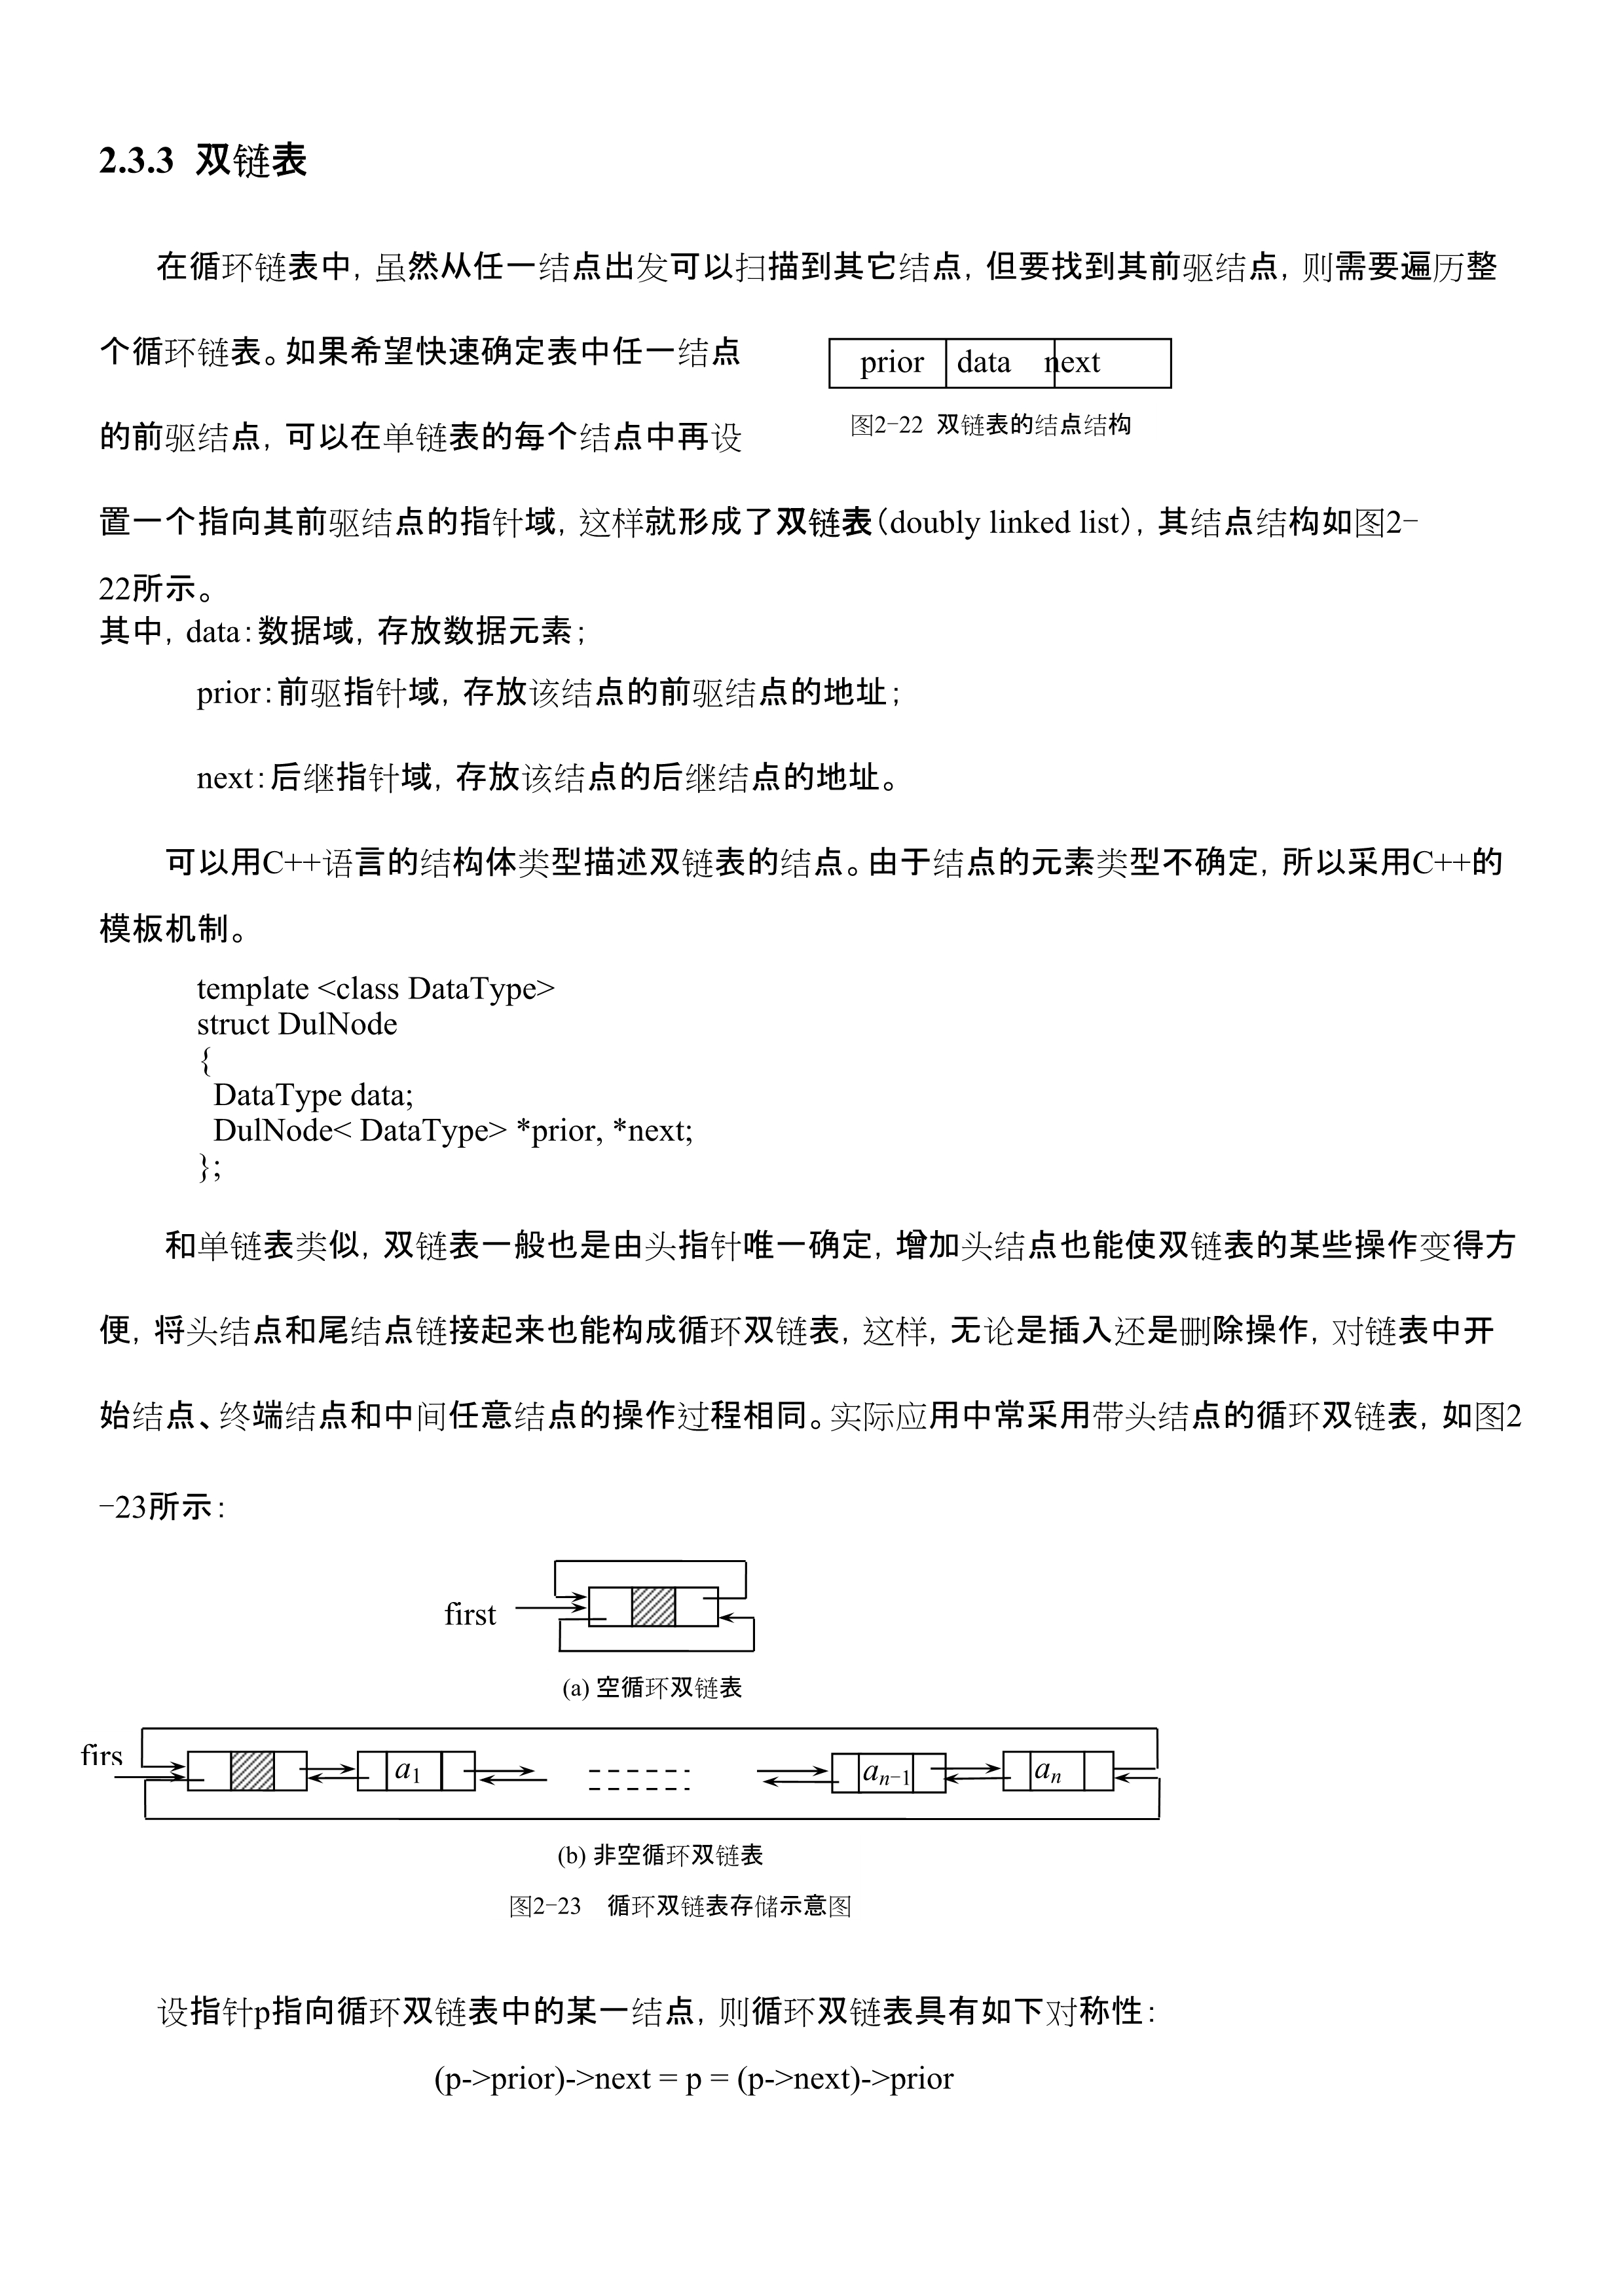 2.3.3 双链表
在循环链表中，虽然从任一结点出发可以扫描到其它结点，但要找到其前驱结点，则需要遍历整
个循环链表。如果希望快速确定表中任一结点
prior data next
图2-22 双链表的结点结构
的前驱结点，可以在单链表的每个结点中再设
置一个指向其前驱结点的指针域，这样就形成了双链表（doubly linked list），其结点结构如图2-
22所示。
其中，data：数据域，存放数据元素；
prior：前驱指针域，存放该结点的前驱结点的地址；
next：后继指针域，存放该结点的后继结点的地址。
可以用C++语言的结构体类型描述双链表的结点。由于结点的元素类型不确定，所以采用C++的
模板机制。
template <class DataType>
struct DulNode
{
DataType data;
DulNode< DataType> *prior, *next;
};
和单链表类似，双链表一般也是由头指针唯一确定，增加头结点也能使双链表的某些操作变得方
便，将头结点和尾结点链接起来也能构成循环双链表，这样，无论是插入还是删除操作，对链表中开
始结点、终端结点和中间任意结点的操作过程相同。实际应用中常采用带头结点的循环双链表，如图2
-23所示：
first
(a) 空循环双链表
firs
a1 an-1 an
(b) 非空循环双链表
图2-23 循环双链表存储示意图
设指针p指向循环双链表中的某一结点，则循环双链表具有如下对称性：
(p->prior)->next = p = (p->next)->prior